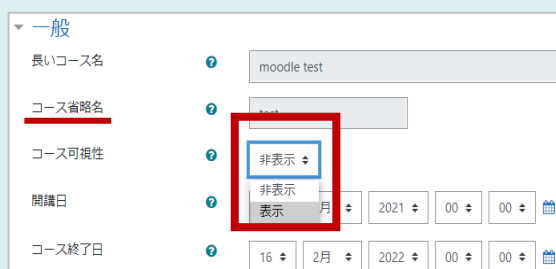 一般
長いコース名 moodle test
コース省略名 test
コース可視性 非表示
非表示
表示
開講日 月 2021 00 00
コース終了日 16 2月 2022 00 00